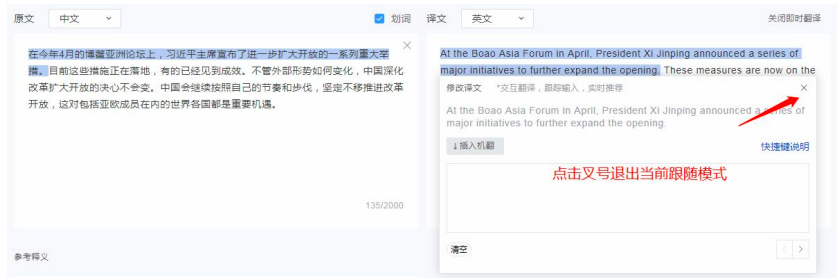 原文 中文 划词 译文 英文 关闭即时翻译
在今年4月的博鳌亚洲论坛上，习近平主席宣布了进一步扩大开放的一系列重大举
措。目前这些措施正在落地，有的已经见到成效。不管外部形势如何变化，中国深化
改革扩大开放的决心不会变。中国会继续按照自己的节奏和步伐，坚定不移推进改革
开放，这对包括亚欧成员在内的世界各国都是重要机遇。
135/2000
参考释义
At the Boao Asia Forum in April, President Xi Jinping announced a series of
major initiatives to further expand the opening. These measures are now on the
修改译文 *交互翻译，跟踪输入，实时推荐
At the Boao Asia Forum in April, President Xi Jinping announced a series of
major initiatives to further expand the opening.
↓插入机翻 快捷键说明
点击叉号退出当前跟随模式
清空